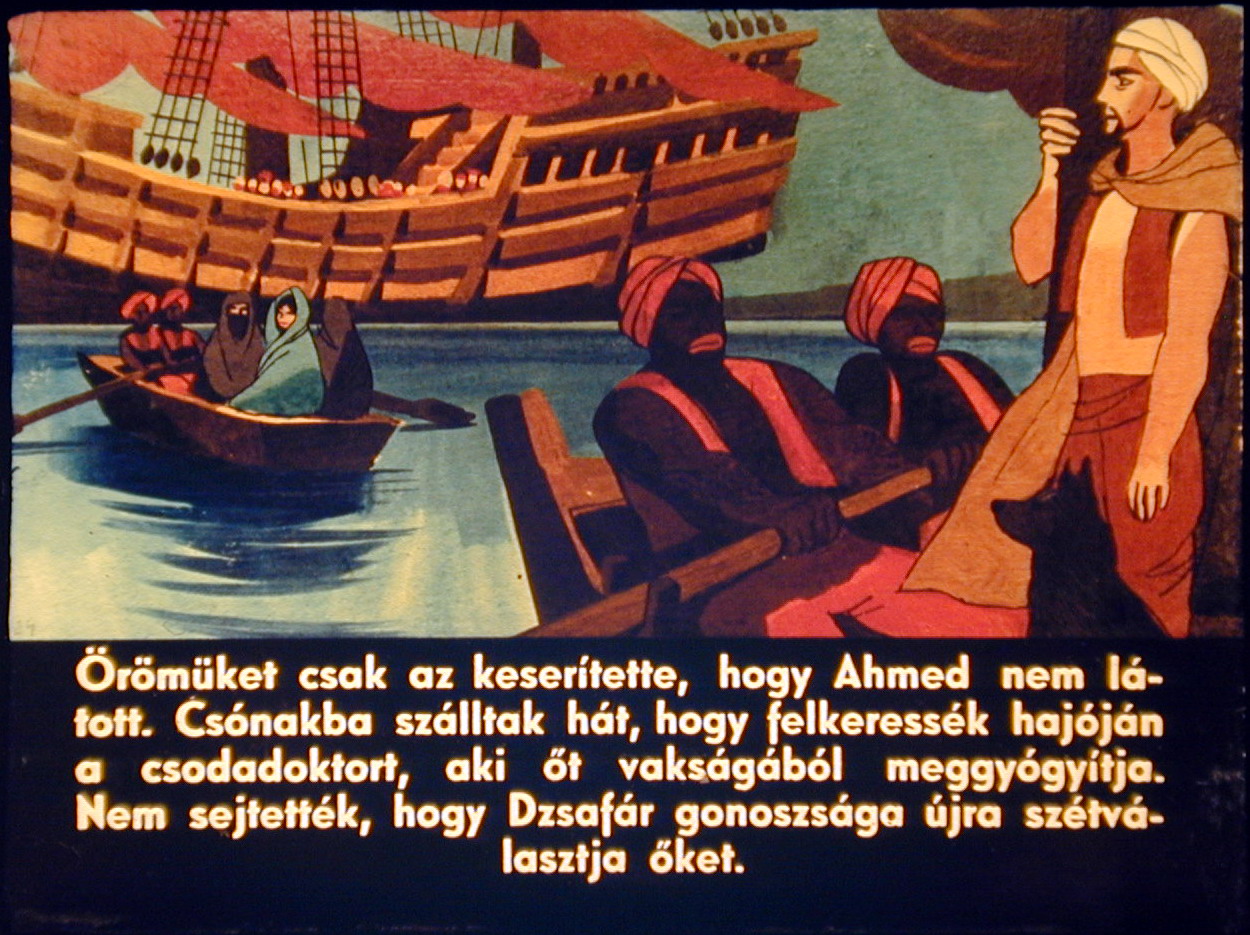 Örömüket csak az keserítette, hogy Ahmed nem lá-
tott. Csónakba szálltak hát, hogy felkeressék hajóján
a csodadoktort, aki őt vakságából meggyógyítja.
Nem sejtették, hogy Dzsafár gonoszsága újra szétvá-
lasztja őket.